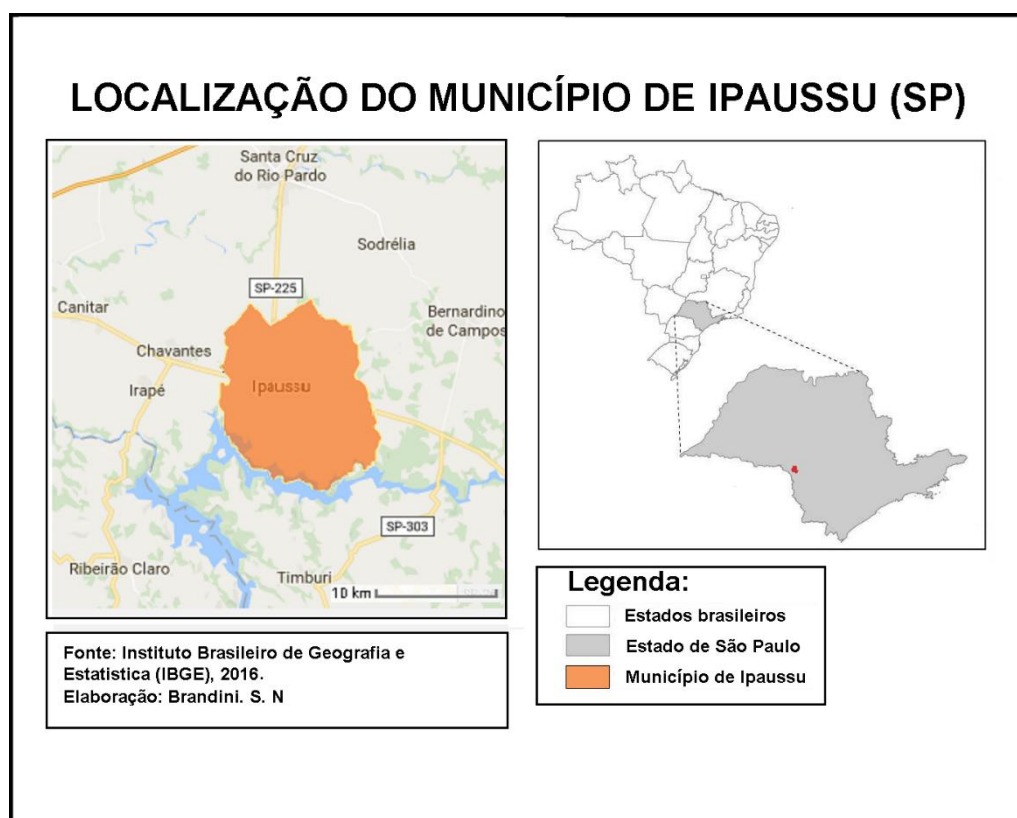 LOCALIZAÇÃO DO MUNICÍPIO DE IPAUSSU (SP)
Santa Cruz
do Rio Pardo
Sodrélia
SP-225
Canitar
Bernardino
de Campos
Chavantes
Ipaussu
Irapé
SP-303
Ribeirão Claro
Timburi
10 km
Legenda:
Estados brasileiros
Estado de São Paulo
Município de Ipaussu
Fonte: Instituto Brasileiro de Geografia e
Estatistica (IBGE), 2016.
Elaboração: Brandini. S. N